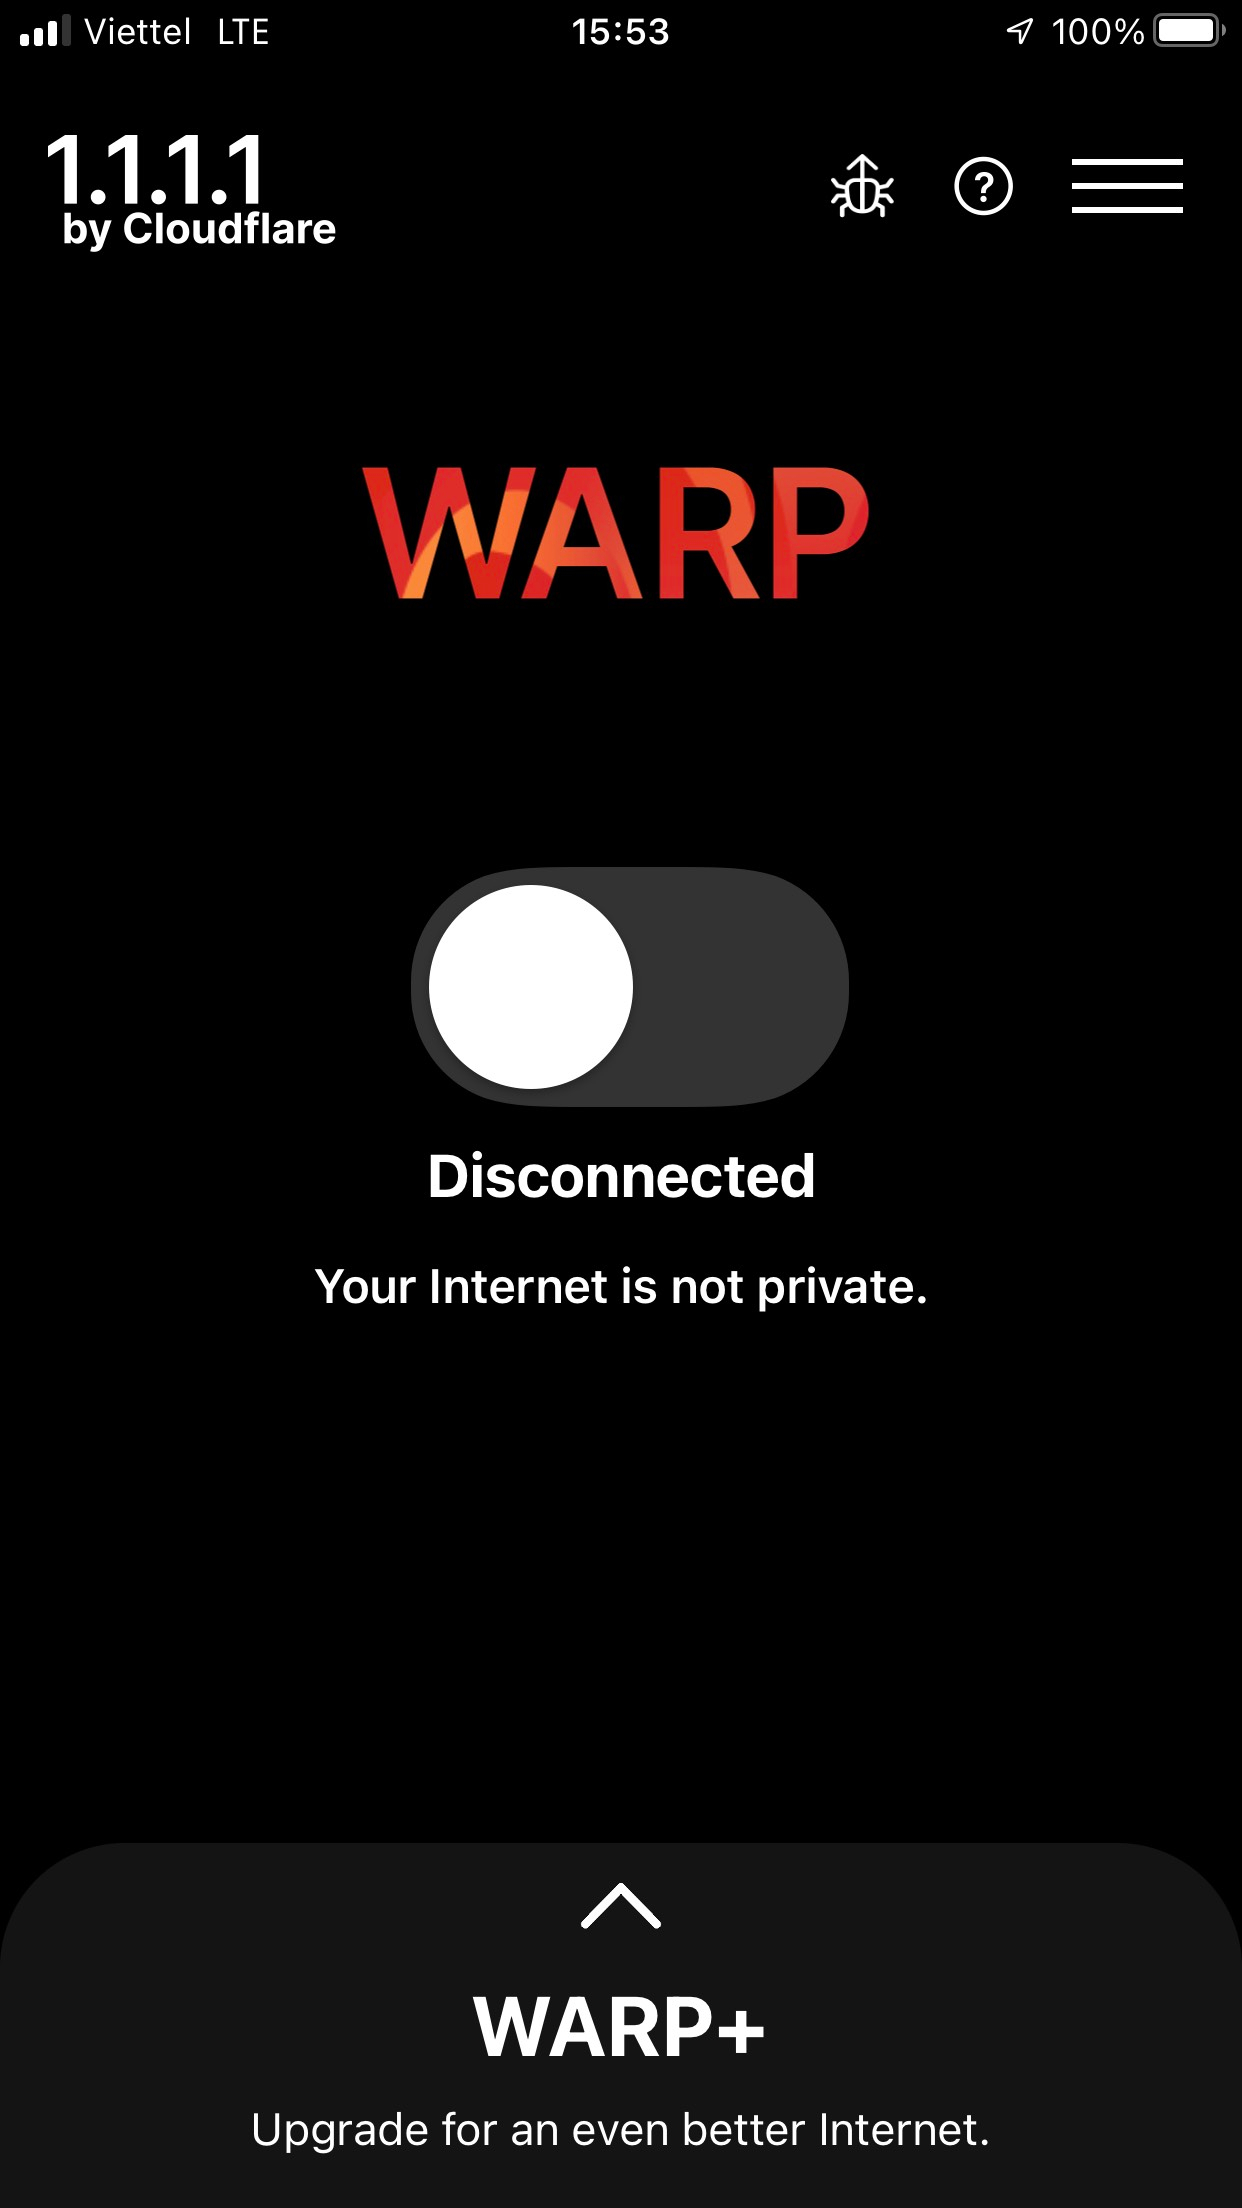 Viettel LTE 15:53 100%
1.1.1.1
by Cloudflare
?
WARP
Disconnected
Your Internet is not private.
WARP+
Upgrade for an even better Internet.